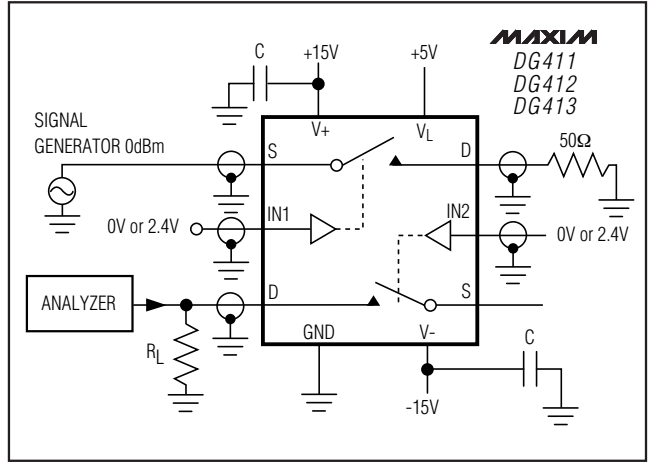 MAXIM
DG411
DG412
DG413
C
+15V
+5V
SIGNAL
GENERATOR 0dBm
V+
VL
S
D
50Ω
IN1
IN2
0V or 2.4V
0V or 2.4V
ANALYZER
D
S
RL
GND
V-
C
-15V